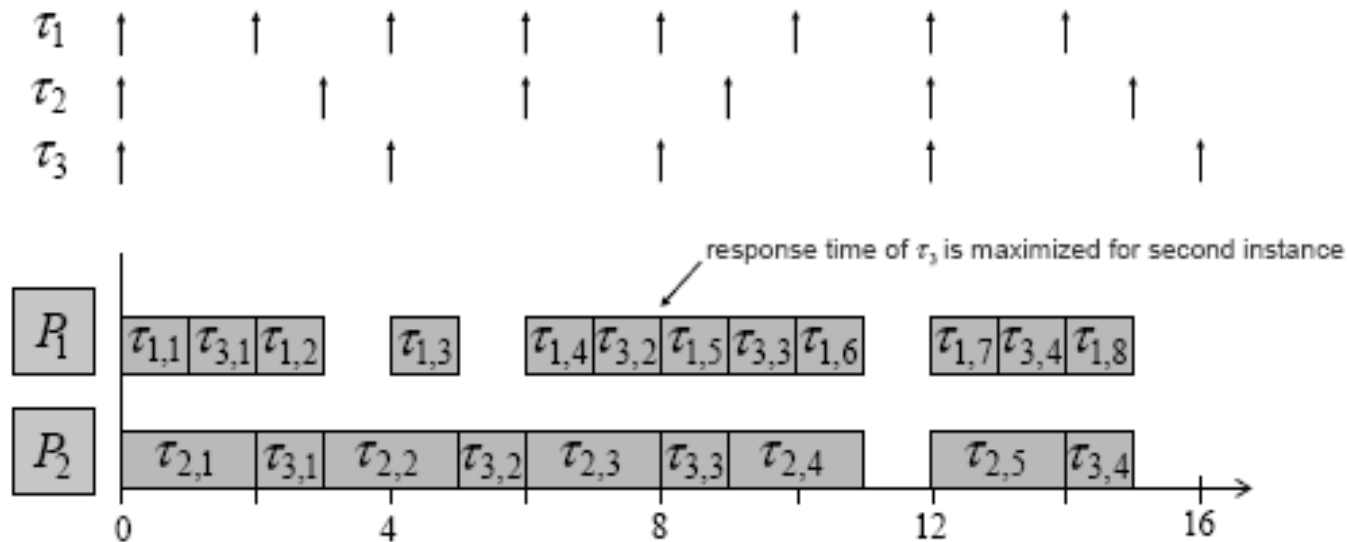 τ1
τ2
τ3
response time of τ3 is maximized for second instance
P1 τ1,1 τ3,1 τ1,2 τ1,3 τ1,4 τ3,2 τ1,5 τ3,3 τ1,6 τ1,7 τ3,4 τ1,8
P2 τ2,1 τ3,1 τ2,2 τ3,2 τ2,3 τ3,3 τ2,4 τ2,5 τ3,4
0 4 8 12 16